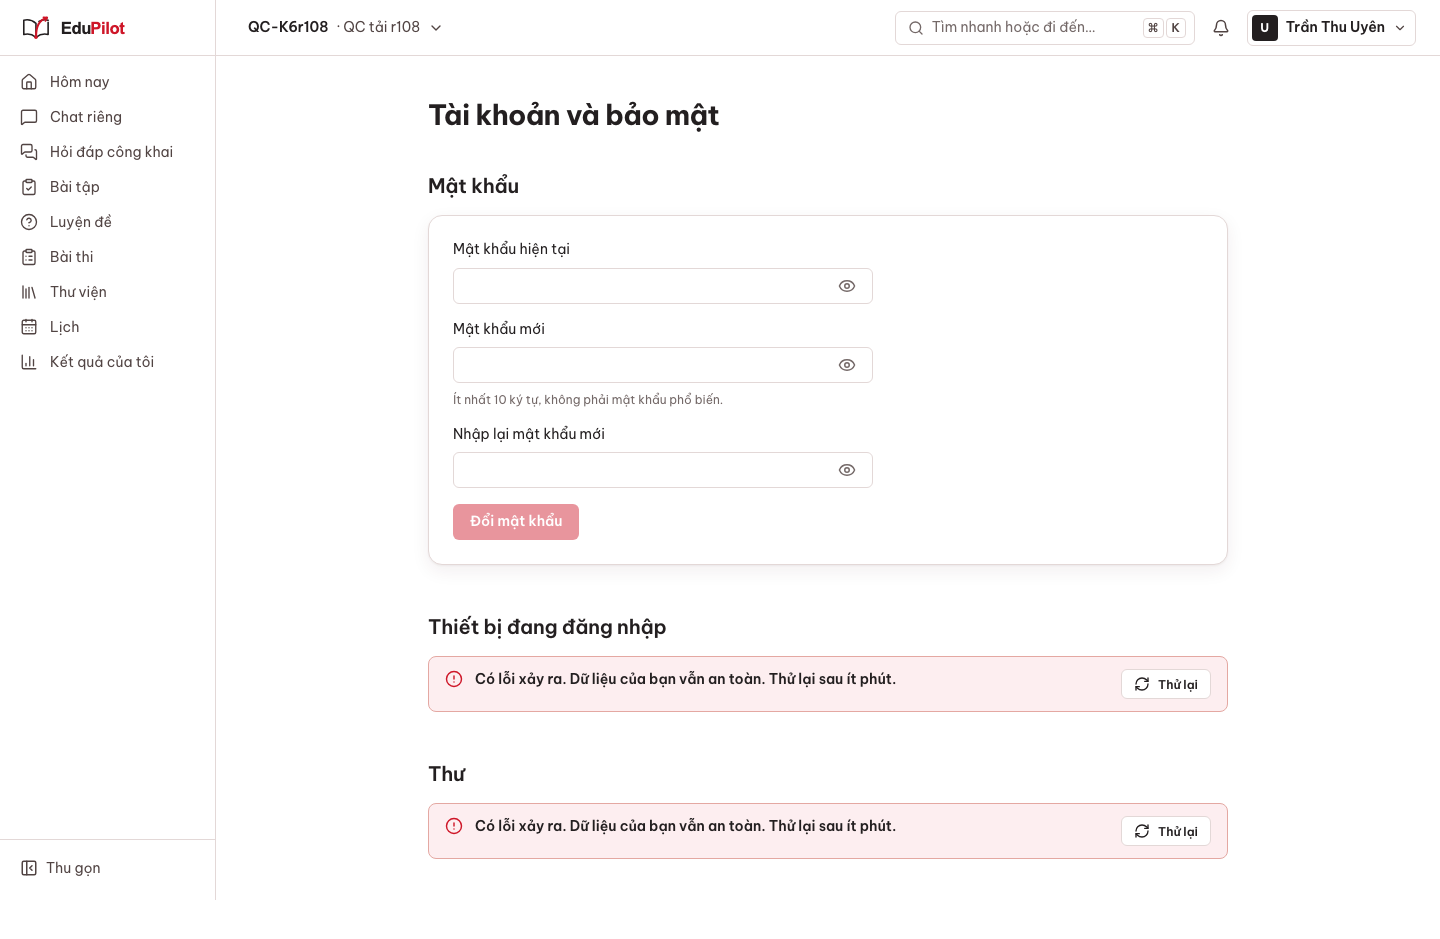 EduPilot
QC-K6r108 · QC tải r108
Tìm nhanh hoặc đi đến...
⌘ K
U
Trần Thu Uyên
Hôm nay
Chat riêng
Hỏi đáp công khai
Bài tập
Luyện đề
Bài thi
Thư viện
Lịch
Kết quả của tôi
Thu gọn
Tài khoản và bảo mật
Mật khẩu
Mật khẩu hiện tại
Mật khẩu mới
Ít nhất 10 ký tự, không phải mật khẩu phổ biến.
Nhập lại mật khẩu mới
Đổi mật khẩu
Thiết bị đang đăng nhập
Có lỗi xảy ra. Dữ liệu của bạn vẫn an toàn. Thử lại sau ít phút.
Thử lại
Thư
Có lỗi xảy ra. Dữ liệu của bạn vẫn an toàn. Thử lại sau ít phút.
Thử lại